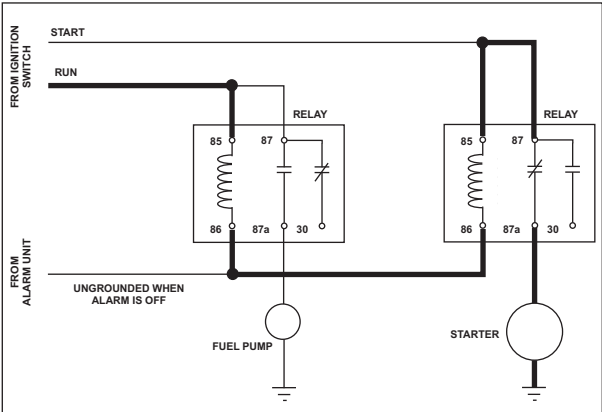 FROM IGNITION
SWITCH
START
RUN
RELAY
85
87
86
87a
30
RELAY
85
87
86
87a
30
FROM
ALARM UNIT
UNGROUNDED WHEN
ALARM IS OFF
FUEL PUMP
STARTER